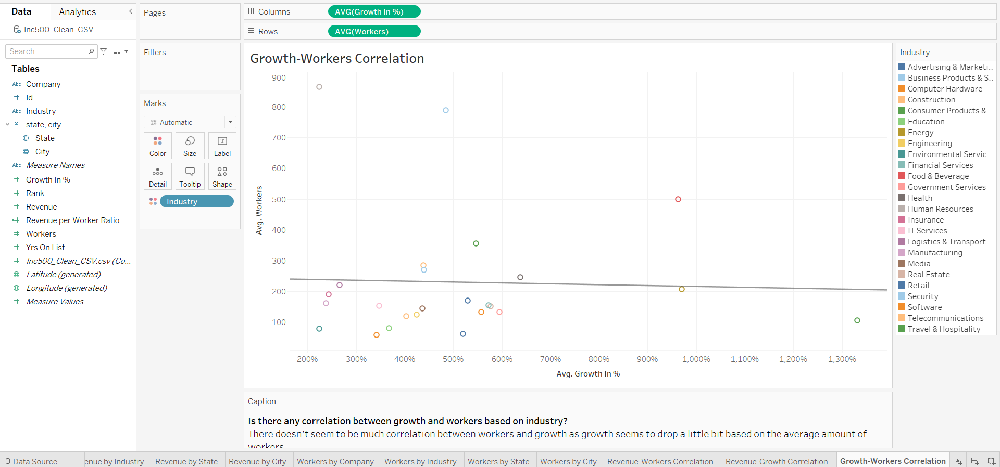 Data
Analytics
Inc500_Clean_CSV
Search
Tables
Abc Company
# Id
Abc Industry
state, city
State
City
Abc Measure Names
# Growth In %
# Rank
# Revenue
=# Revenue per Worker Ratio
# Workers
# Yrs On List
# Inc500_Clean_CSV.csv (Co...
Latitude (generated)
Longitude (generated)
# Measure Values
Pages
Filters
Marks
Automatic
Color
Size
T
Label
Detail
Tooltip
Shape
Industry
Columns
AVG(Growth In %)
Rows
AVG(Workers)
Growth-Workers Correlation
Avg. Workers
900
800
700
600
500
400
300
200
100
200%
300%
400%
500%
600%
700%
800%
900%
1,000%
1,100%
1,200%
1,300%
Avg. Growth In %
Industry
Advertising & Marketi..
Business Products & S..
Computer Hardware
Construction
Consumer Products & ..
Education
Energy
Engineering
Environmental Servic..
Financial Services
Food & Beverage
Government Services
Health
Human Resources
Insurance
IT Services
Logistics & Transport..
Manufacturing
Media
Real Estate
Retail
Security
Software
Telecommunications
Travel & Hospitality
Caption
Is there any correlation between growth and workers based on industry?
There doesn't seem to be much correlation between workers and growth as growth seems to drop a little bit based on the average amount of
workers
Data Source
enue by Industry
Revenue by State
Revenue by City
Workers by Company
Workers by Industry
Workers by State
Workers by City
Revenue-Workers Correlation
Revenue-Growth Correlation
Growth-Workers Correlation